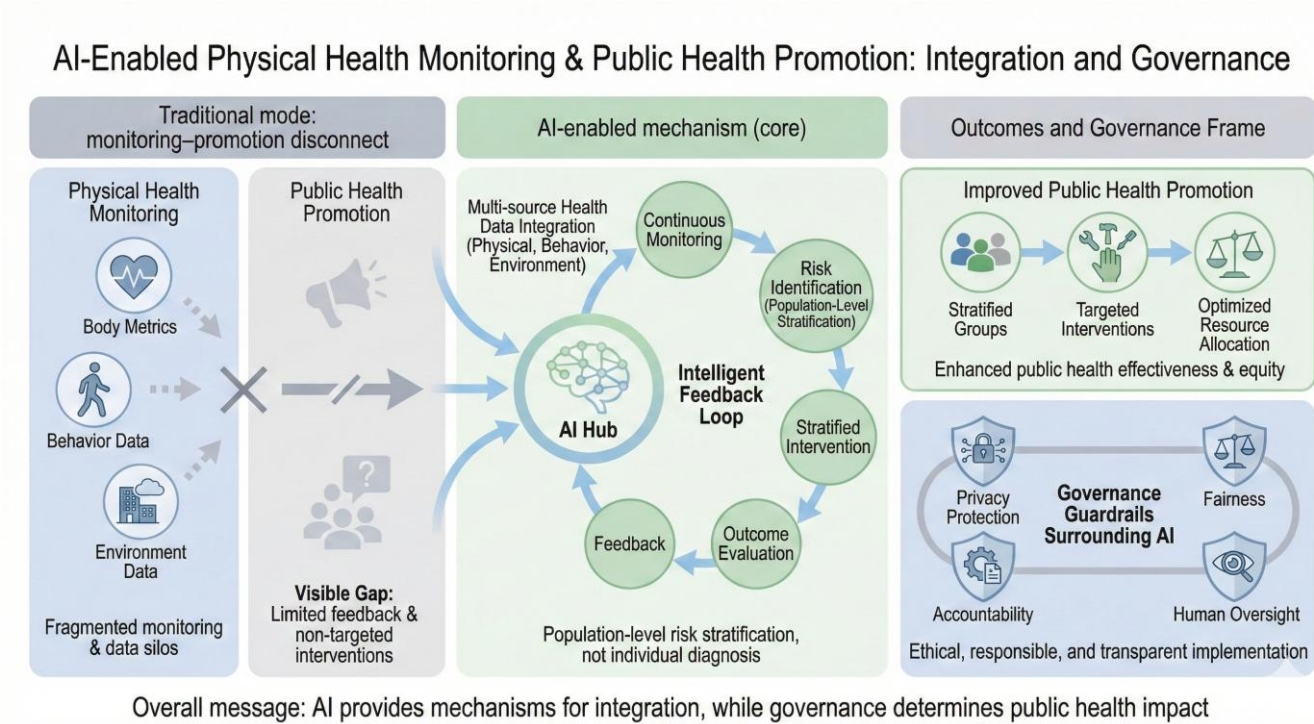 AI-Enabled Physical Health Monitoring & Public Health Promotion: Integration and Governance
Traditional mode:
monitoring–promotion disconnect
Physical Health
Monitoring
Body Metrics
Behavior Data
Environment
Data
Fragmented monitoring
& data silos
Public Health
Promotion
?
Visible Gap:
Limited feedback &
non-targeted
interventions
AI-enabled mechanism (core)
Multi-source Health
Data Integration
(Physical, Behavior,
Environment)
AI Hub
Intelligent
Feedback
Loop
Continuous
Monitoring
Risk
Identification
(Population-Level
Stratification)
Stratified
Intervention
Outcome
Evaluation
Feedback
Population-level risk stratification,
not individual diagnosis
Outcomes and Governance Frame
Improved Public Health Promotion
Stratified
Groups
Targeted
Interventions
Optimized
Resource
Allocation
Enhanced public health effectiveness & equity
Privacy
Protection
Governance
Guardrails
Surrounding AI
Fairness
Accountability
Human Oversight
Ethical, responsible, and transparent implementation
Overall message: AI provides mechanisms for integration, while governance determines public health impact